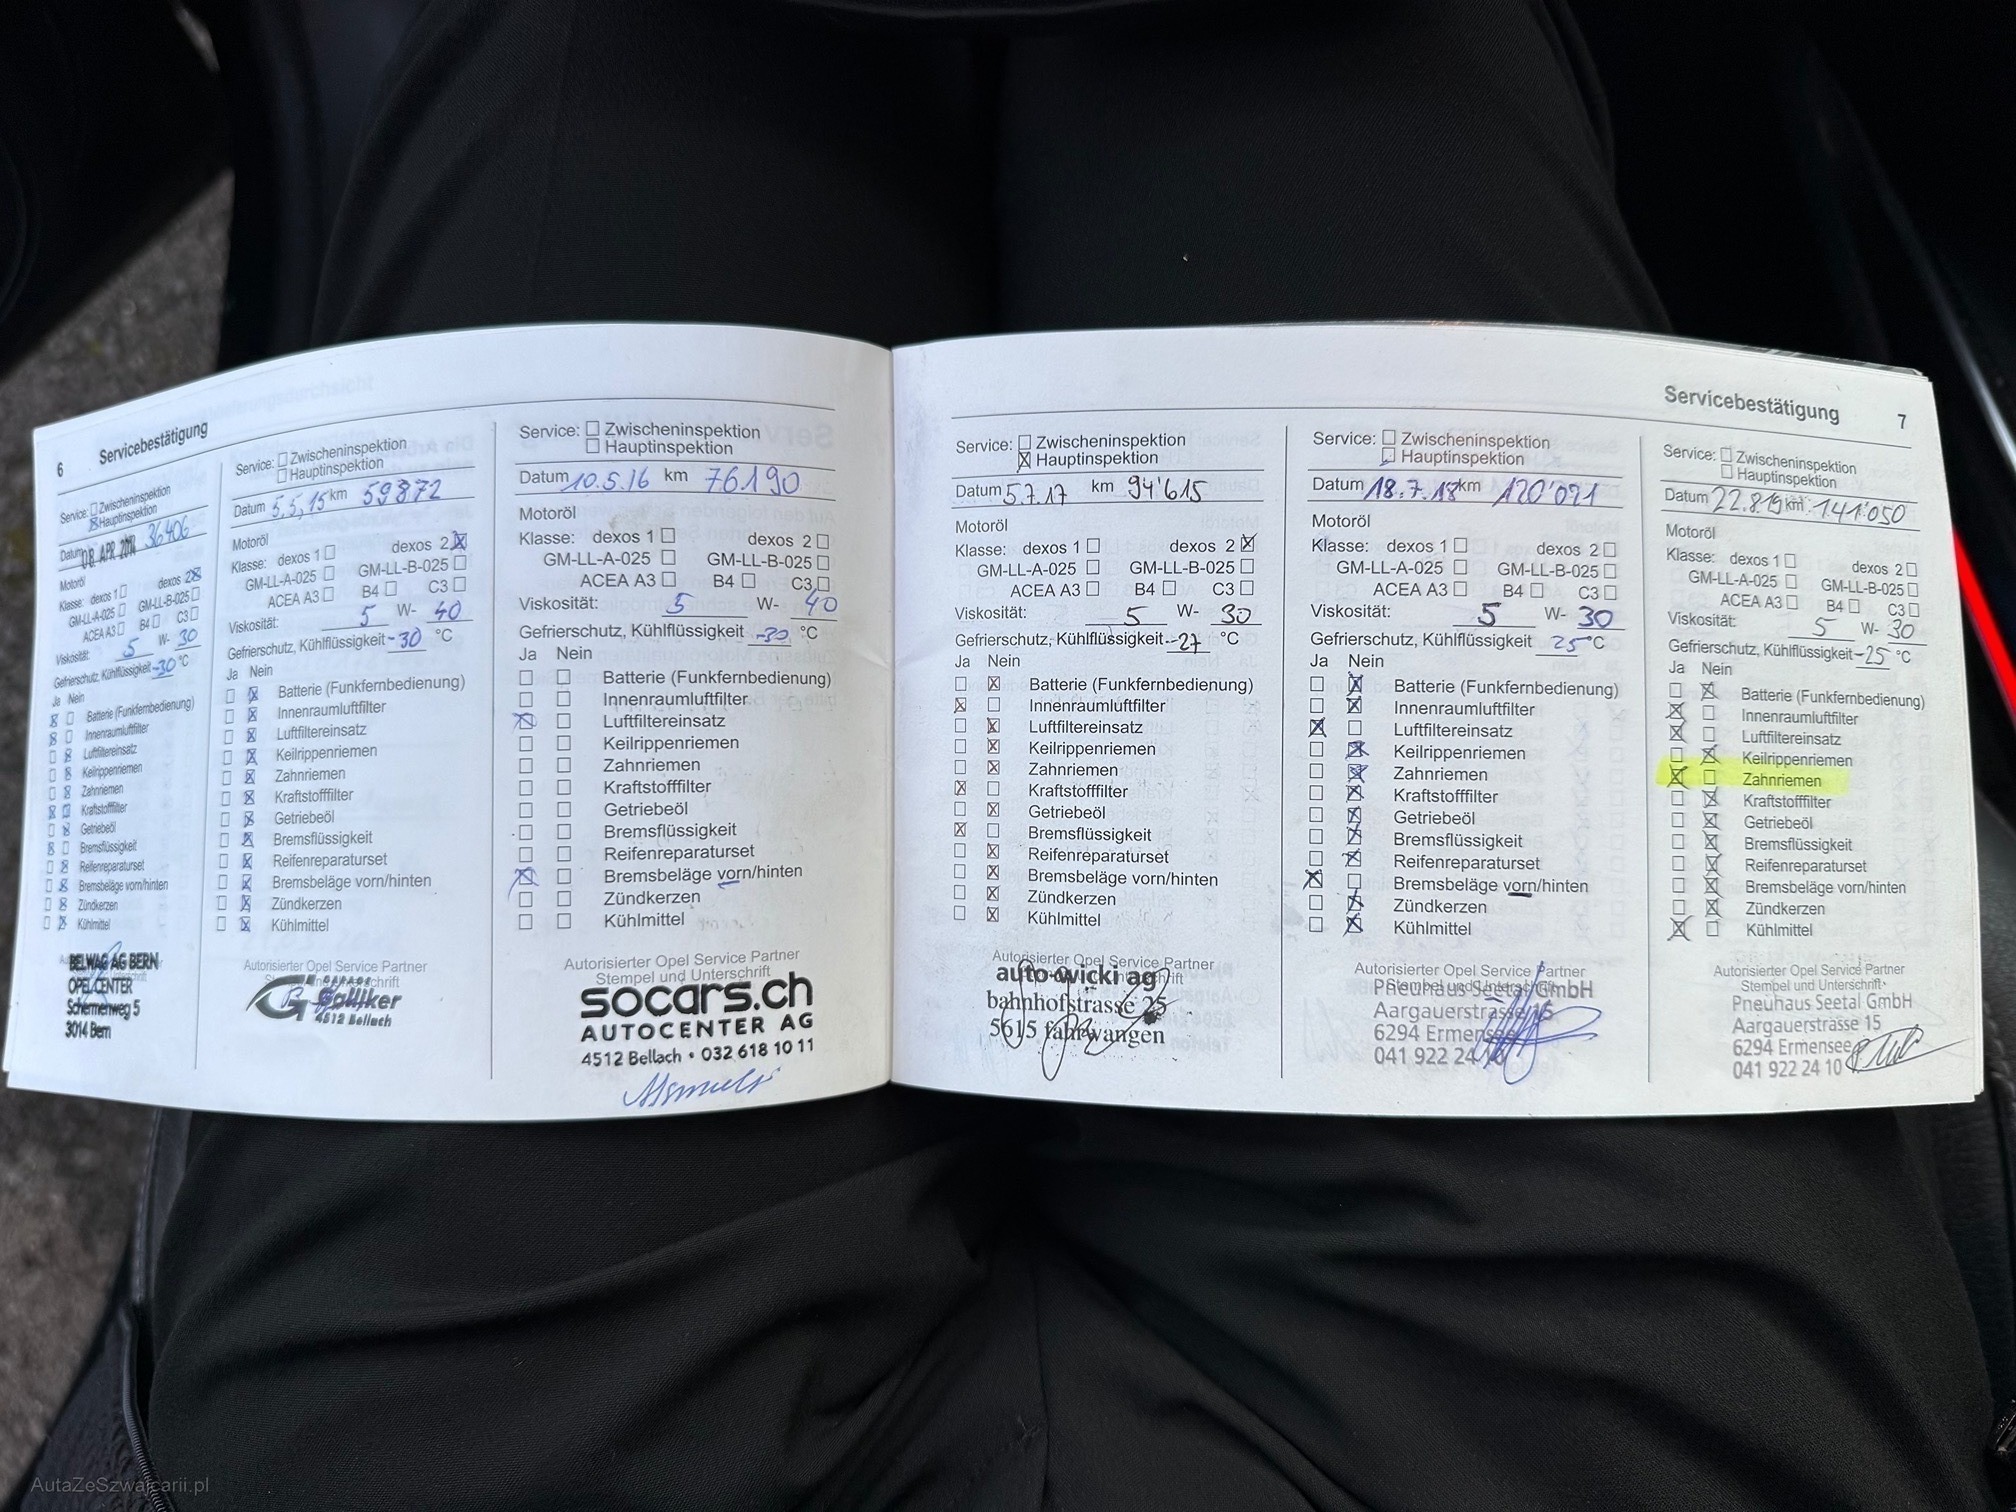 6 Servicebestätigung
Service: Zwischeninspektion
Hauptinspektion
Datum 08. APR km 36406
Motoröl
Klasse: dexos 1 dexos 2
GM-LL-A-025 GM-LL-B-025
ACEA A3 B4 C3
Viskosität: 5 W- 30
Gefrierschutz, Kühlflüssigkeit -30 °C
Ja Nein
Batterie (Funkfernbedienung)
Innenraumluftfilter
Luftfiltereinsatz
Keilrippenriemen
Zahnriemen
Kraftstofffilter
Getriebeöl
Bremsflüssigkeit
Reifenreparaturset
Bremsbeläge vorn/hinten
Zündkerzen
Kühlmittel
BELWAG AG BERN
OPEL CENTER
Schermenweg 5
3014 Bern
Service: Zwischeninspektion
Hauptinspektion
Datum 5.5.15 km 59872
Motoröl
Klasse: dexos 1 dexos 2
GM-LL-A-025 GM-LL-B-025
ACEA A3 B4 C3
Viskosität: 5 W- 40
Gefrierschutz, Kühlflüssigkeit -30 °C
Ja Nein
Batterie (Funkfernbedienung)
Innenraumluftfilter
Luftfiltereinsatz
Keilrippenriemen
Zahnriemen
Kraftstofffilter
Getriebeöl
Bremsflüssigkeit
Reifenreparaturset
Bremsbeläge vorn/hinten
Zündkerzen
Kühlmittel
Autorisierter Opel Service Partner
GARAGE
Galliker
4512 Bellach
Service: Zwischeninspektion
Hauptinspektion
Datum 10.5.16 km 76190
Motoröl
Klasse: dexos 1 dexos 2
GM-LL-A-025 GM-LL-B-025
ACEA A3 B4 C3
Viskosität: 5 W- 40
Gefrierschutz, Kühlflüssigkeit -30 °C
Ja Nein
Batterie (Funkfernbedienung)
Innenraumluftfilter
Luftfiltereinsatz
Keilrippenriemen
Zahnriemen
Kraftstofffilter
Getriebeöl
Bremsflüssigkeit
Reifenreparaturset
Bremsbeläge vorn/hinten
Zündkerzen
Kühlmittel
Autorisierter Opel Service Partner
Stempel und Unterschrift
socars.ch
AUTOCENTER AG
4512 Bellach • 032 618 10 11
Servicebestätigung 7
Service: Zwischeninspektion
Hauptinspektion
Datum 5.7.17 km 94'615
Motoröl
Klasse: dexos 1 dexos 2
GM-LL-A-025 GM-LL-B-025
ACEA A3 B4 C3
Viskosität: 5 W- 30
Gefrierschutz, Kühlflüssigkeit -27 °C
Ja Nein
Batterie (Funkfernbedienung)
Innenraumluftfilter
Luftfiltereinsatz
Keilrippenriemen
Zahnriemen
Kraftstofffilter
Getriebeöl
Bremsflüssigkeit
Reifenreparaturset
Bremsbeläge vorn/hinten
Zündkerzen
Kühlmittel
Autorisierter Opel Service Partner
Stempel und Unterschrift
auto-wicki ag
bahnhofstrasse 25
5615 fahrwangen
Service: Zwischeninspektion
Hauptinspektion
Datum 18.7.18 km 120'091
Motoröl
Klasse: dexos 1 dexos 2
GM-LL-A-025 GM-LL-B-025
ACEA A3 B4 C3
Viskosität: 5 W- 30
Gefrierschutz, Kühlflüssigkeit 25 °C
Ja Nein
Batterie (Funkfernbedienung)
Innenraumluftfilter
Luftfiltereinsatz
Keilrippenriemen
Zahnriemen
Kraftstofffilter
Getriebeöl
Bremsflüssigkeit
Reifenreparaturset
Bremsbeläge vorn/hinten
Zündkerzen
Kühlmittel
Autorisierter Opel Service Partner
Stempel und Unterschrift
Pneuhaus Seetal GmbH
Aargauerstrasse 15
6294 Ermensee
041 922 24 10
Service: Zwischeninspektion
Hauptinspektion
Datum 22.8.19 km 141'050
Motoröl
Klasse: dexos 1 dexos 2
GM-LL-A-025 GM-LL-B-025
ACEA A3 B4 C3
Viskosität: 5 W- 30
Gefrierschutz, Kühlflüssigkeit -25 °C
Ja Nein
Batterie (Funkfernbedienung)
Innenraumluftfilter
Luftfiltereinsatz
Keilrippenriemen
Zahnriemen
Kraftstofffilter
Getriebeöl
Bremsflüssigkeit
Reifenreparaturset
Bremsbeläge vorn/hinten
Zündkerzen
Kühlmittel
Autorisierter Opel Service Partner
Stempel und Unterschrift
Pneuhaus Seetal GmbH
Aargauerstrasse 15
6294 Ermensee
041 922 24 10
AutaZeSzwajcarii.pl